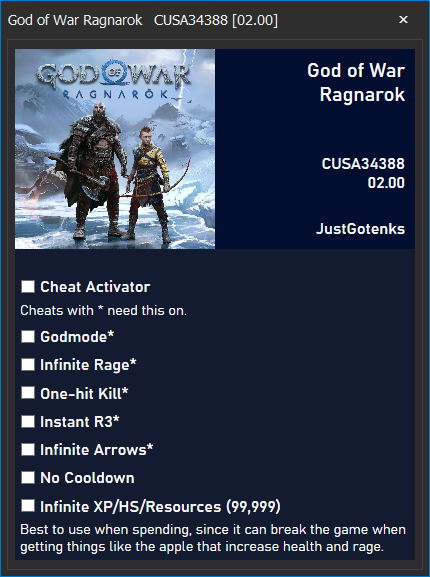 God of War Ragnarok CUSA34388 [02.00]
GOD OF WAR
RAGNARÖK
God of War
Ragnarok
CUSA34388
02.00
JustGotenks
Cheat Activator
Cheats with * need this on.
Godmode*
Infinite Rage*
One-hit Kill*
Instant R3*
Infinite Arrows*
No Cooldown
Infinite XP/HS/Resources (99,999)
Best to use when spending, since it can break the game when
getting things like the apple that increase health and rage.